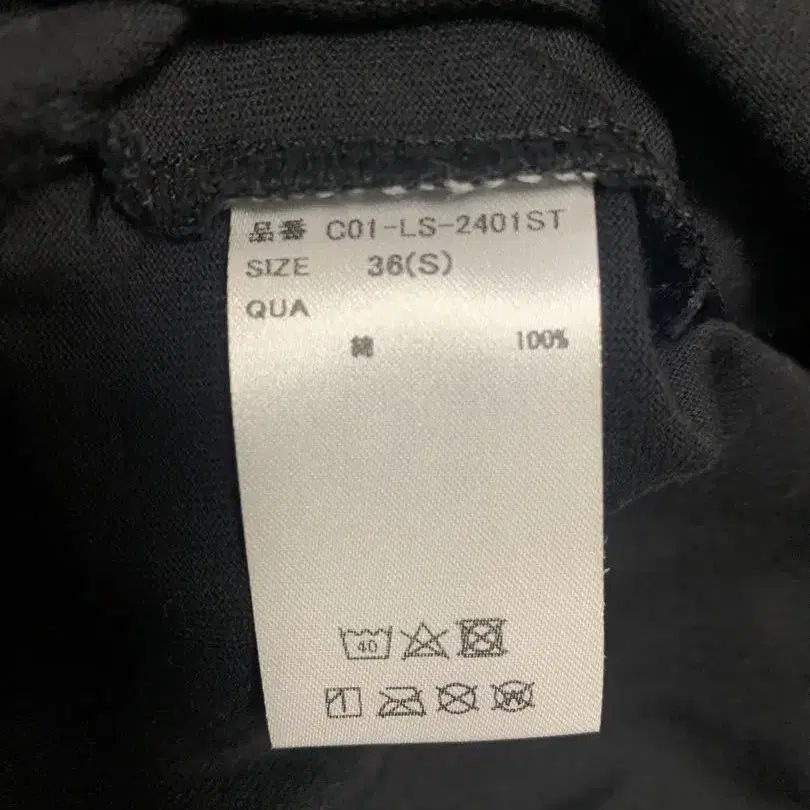 品番 C01-LS-2401ST
SIZE 36(S)
QUA
綿 100%
40
W